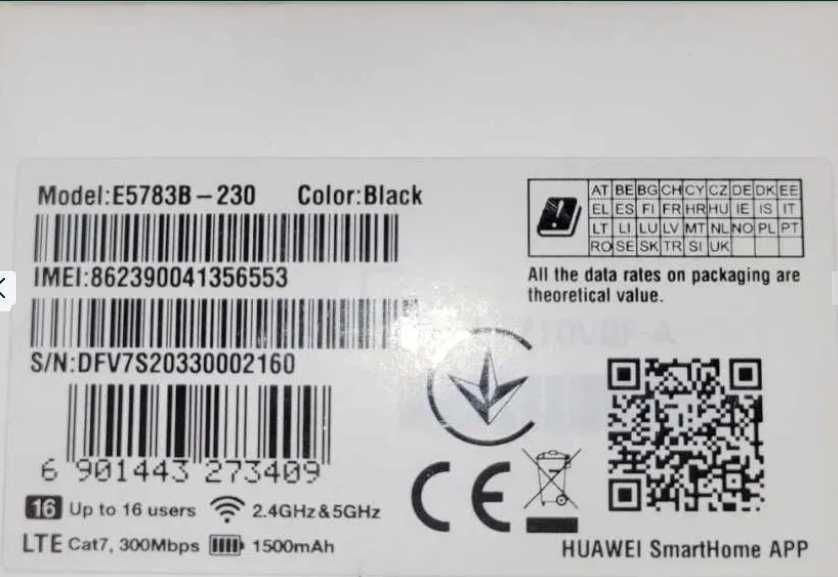 Model:E5783B-230 Color:Black
IMEI:862390041356553
S/N:DFV7S20330002160
6 901443 273409
16 Up to 16 users 2.4GHz&5GHz
LTE Cat7, 300Mbps 1500mAh
AT BE BG CH CY CZ DE DK EE
EL ES FI FR HR HU IE IS IT
LT LI LU LV MT NL NO PL PT
RO SE SK TR SI UK
All the data rates on packaging are
theoretical value.
CE
HUAWEI SmartHome APP